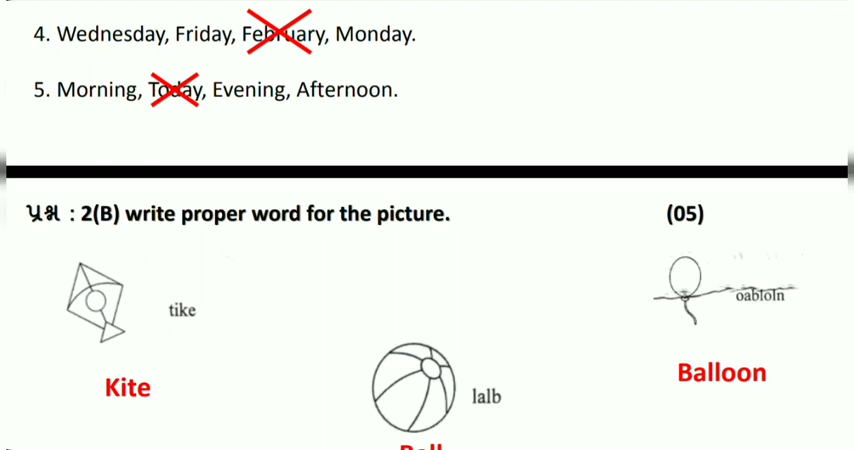 4. Wednesday, Friday, February, Monday.
5. Morning, Today, Evening, Afternoon.
પ્રશ્ન : 2(B) write proper word for the picture. (05)
tike
oabloln
Kite
lalb
Balloon
Ball